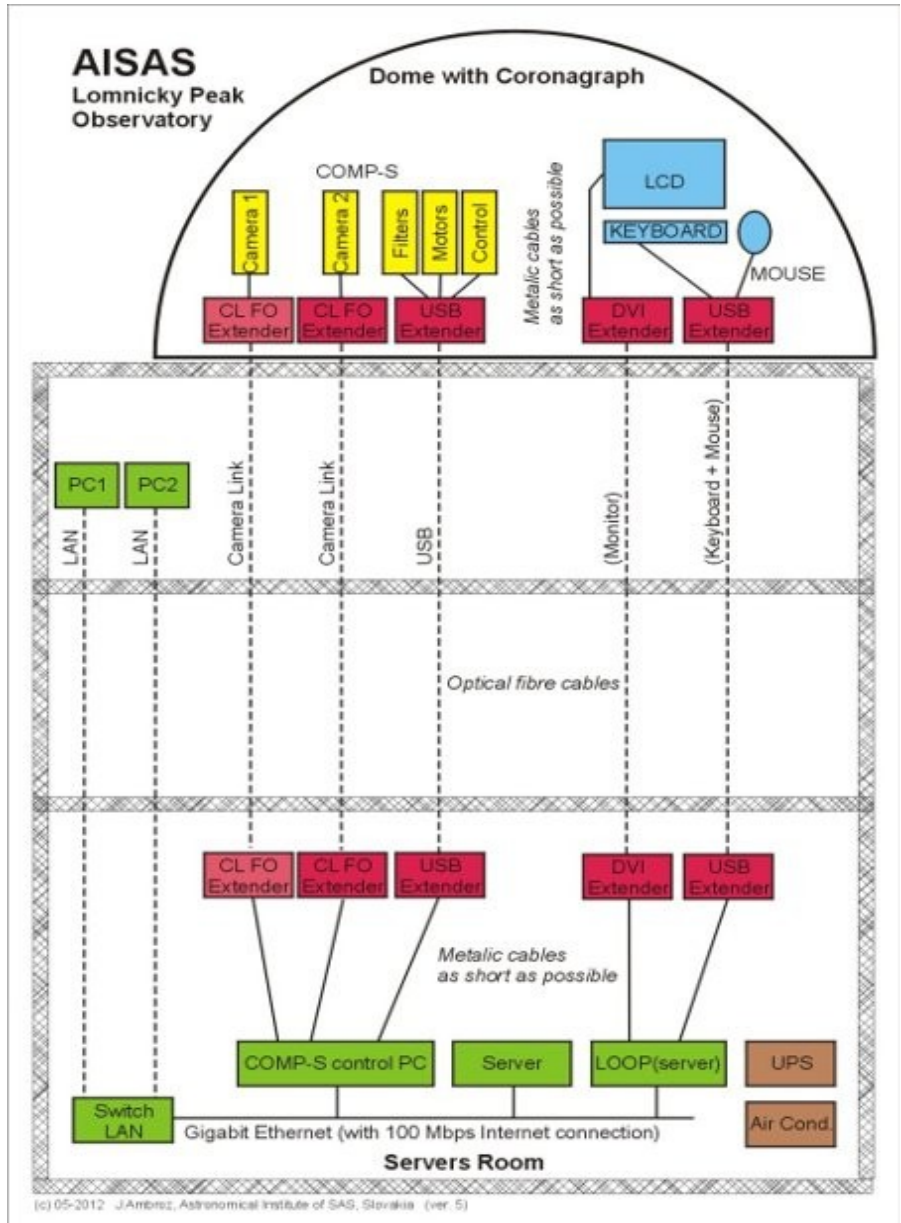 AISAS
Lomnicky Peak
Observatory
Dome with Coronagraph
COMP-S
Camera 1
Camera 2
Filters
Motors
Control
Metalic cables
as short as possible
LCD
KEYBOARD
MOUSE
CL FO
Extender
CL FO
Extender
USB
Extender
DVI
Extender
USB
Extender
PC1
PC2
LAN
LAN
Camera Link
Camera Link
USB
(Monitor)
(Keyboard + Mouse)
Optical fibre cables
CL FO
Extender
CL FO
Extender
USB
Extender
DVI
Extender
USB
Extender
Metalic cables
as short as possible
COMP-S control PC
Server
LOOP(server)
UPS
Switch
LAN
Gigabit Ethernet (with 100 Mbps Internet connection)
Air Cond.
Servers Room
(c) 05-2012 J.Ambroz, Astronomical Institute of SAS, Slovakia (ver. 5)